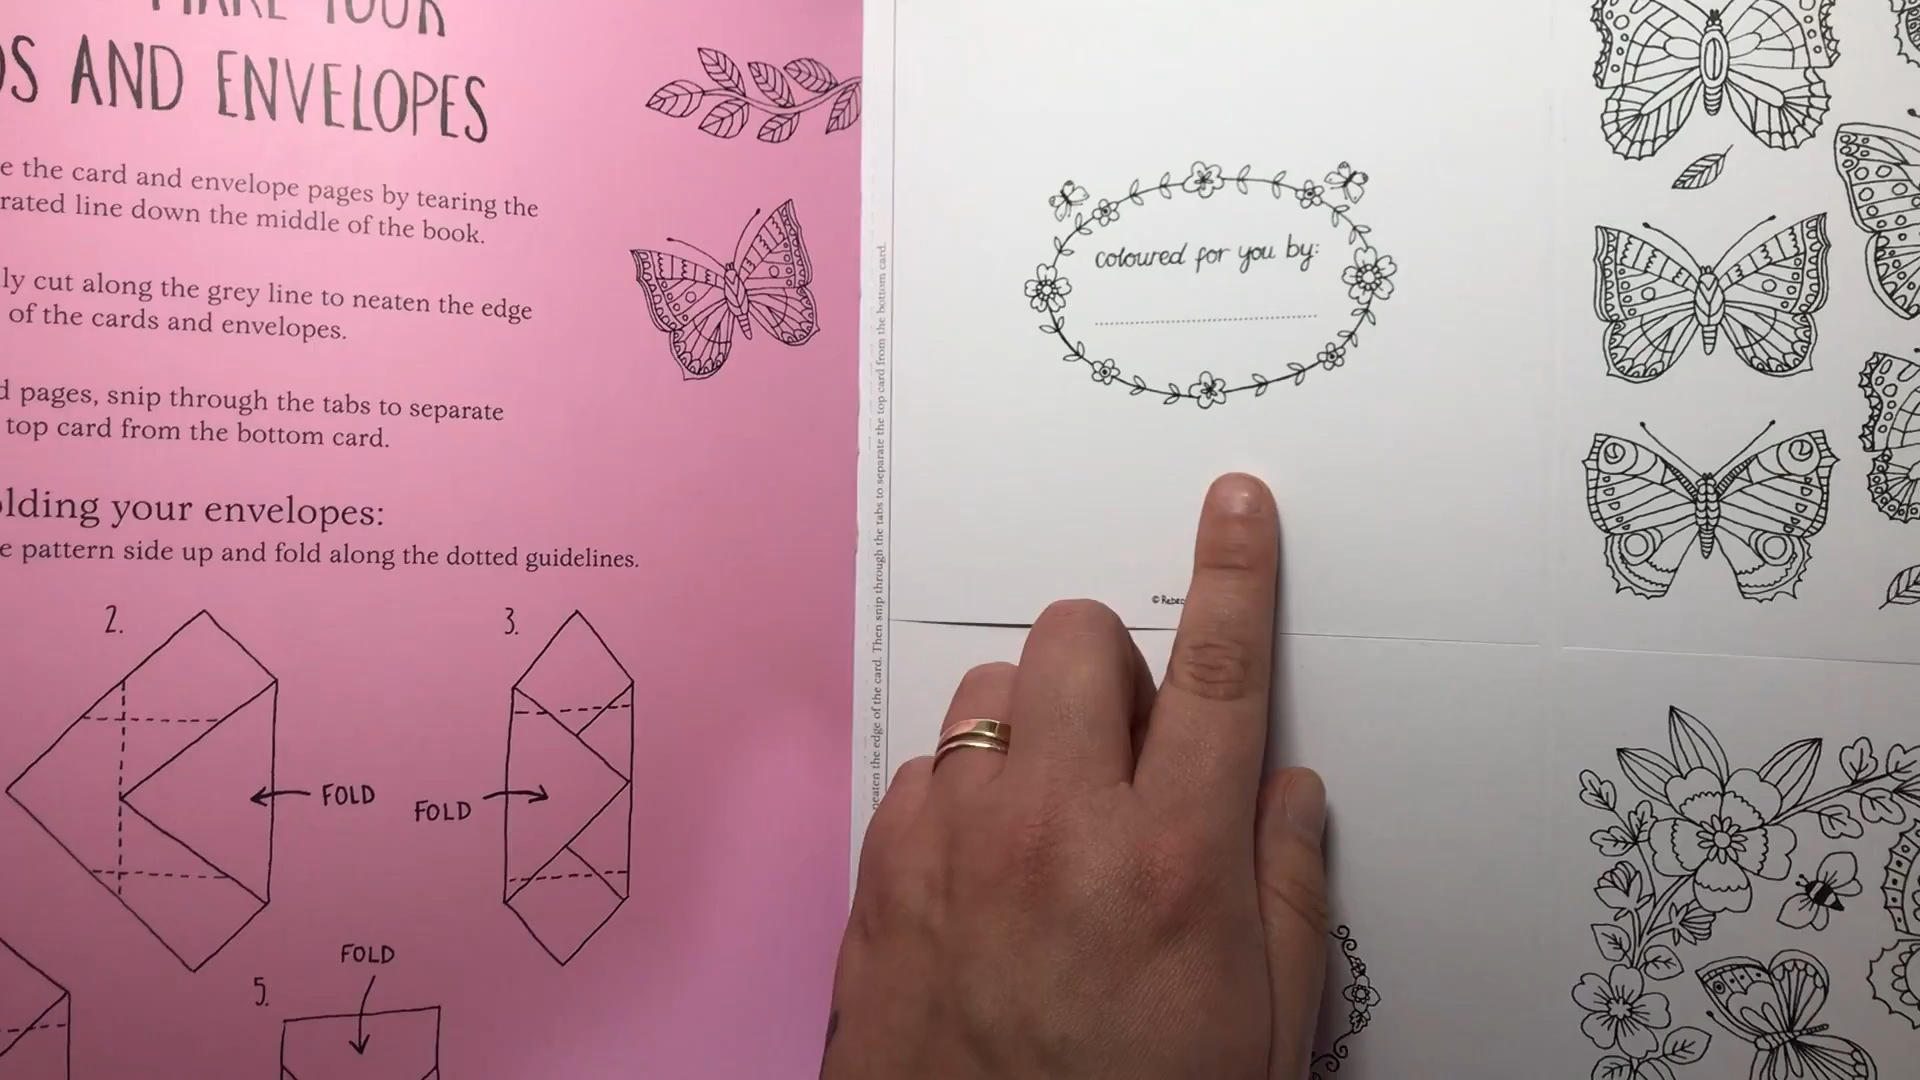 MAKE YOUR
DS AND ENVELOPES
e the card and envelope pages by tearing the
rated line down the middle of the book.
ly cut along the grey line to neaten the edge
of the cards and envelopes.
d pages, snip through the tabs to separate
top card from the bottom card.
lding your envelopes:
e pattern side up and fold along the dotted guidelines.
2.
3.
FOLD
FOLD
FOLD
5.
neaten the edge of the card. Then snip through the tabs to separate the top card from the bottom card.
coloured for you by:
© Rebec